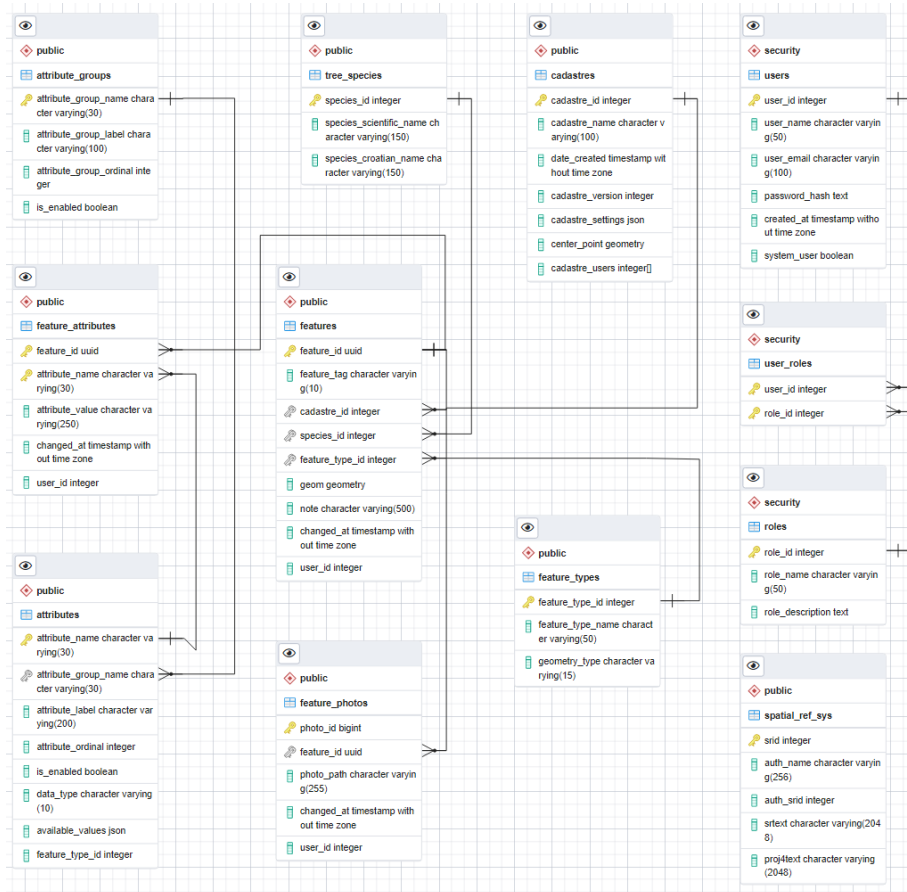 public
attribute_groups
attribute_group_name chara
cter varying(30)
attribute_group_label chara
cter varying(100)
attribute_group_ordinal inte
ger
is_enabled boolean
public
tree_species
species_id integer
species_scientific_name ch
aracter varying(150)
species_croatian_name cha
racter varying(150)
public
cadastres
cadastre_id integer
cadastre_name character v
arying(100)
date_created timestamp wit
hout time zone
cadastre_version integer
cadastre_settings json
center_point geometry
cadastre_users integer[]
security
users
user_id integer
user_name character varyin
g(50)
user_email character varyin
g(100)
password_hash text
created_at timestamp witho
ut time zone
system_user boolean
public
feature_attributes
feature_id uuid
attribute_name character va
rying(30)
attribute_value character va
rying(250)
changed_at timestamp with
out time zone
user_id integer
public
features
feature_id uuid
feature_tag character varyin
g(10)
cadastre_id integer
species_id integer
feature_type_id integer
geom geometry
note character varying(500)
changed_at timestamp with
out time zone
user_id integer
security
user_roles
user_id integer
role_id integer
security
roles
role_id integer
role_name character varyin
g(50)
role_description text
public
feature_types
feature_type_id integer
feature_type_name charact
er varying(50)
geometry_type character va
rying(15)
public
attributes
attribute_name character va
rying(30)
attribute_group_name chara
cter varying(30)
attribute_label character var
ying(200)
attribute_ordinal integer
is_enabled boolean
data_type character varying
(10)
available_values json
feature_type_id integer
public
feature_photos
photo_id bigint
feature_id uuid
photo_path character varyin
g(255)
changed_at timestamp with
out time zone
user_id integer
public
spatial_ref_sys
srid integer
auth_name character varyin
g(256)
auth_srid integer
srtext character varying(204
8)
proj4text character varying
(2048)